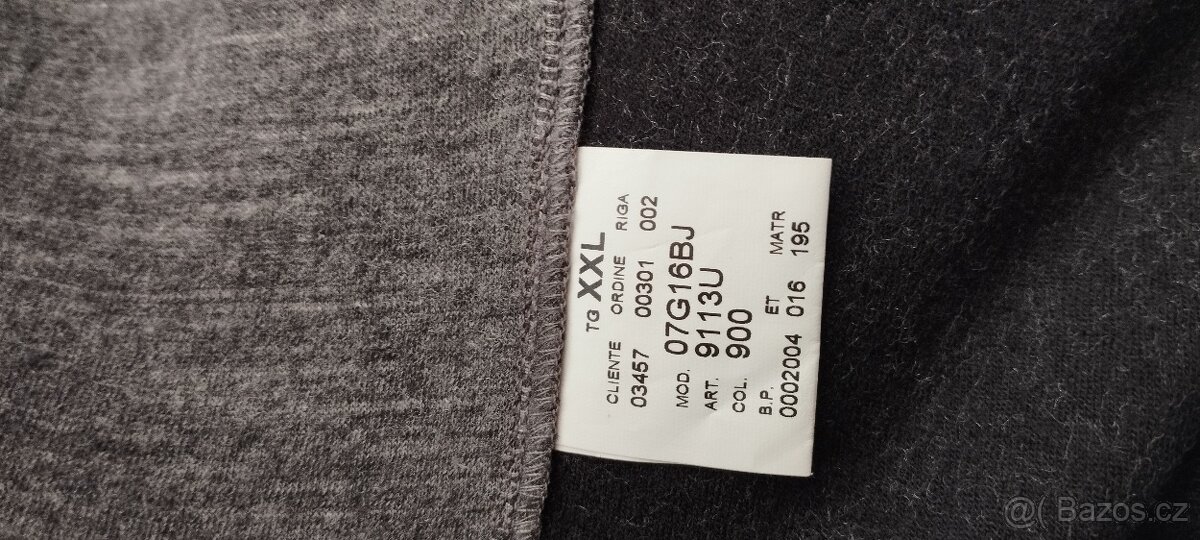 TG XXL
CLIENTE ORDINE RIGA
03457 00301 002
MOD. 07G16BJ
ART. 9113U
COL. 900
B.P. ET MATR
0002004 016 195
@( Bazos.cz